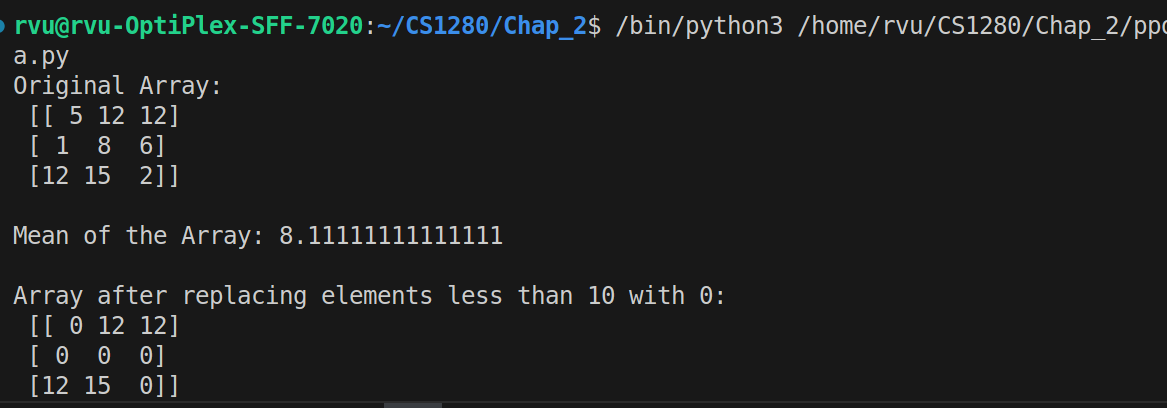 rvu@rvu-OptiPlex-SFF-7020:~/CS1280/Chap_2$ /bin/python3 /home/rvu/CS1280/Chap_2/ppd
a.py
Original Array:
 [[ 5 12 12]
 [ 1  8  6]
 [12 15  2]]
Mean of the Array: 8.11111111111111
Array after replacing elements less than 10 with 0:
 [[ 0 12 12]
 [ 0  0  0]
 [12 15  0]]